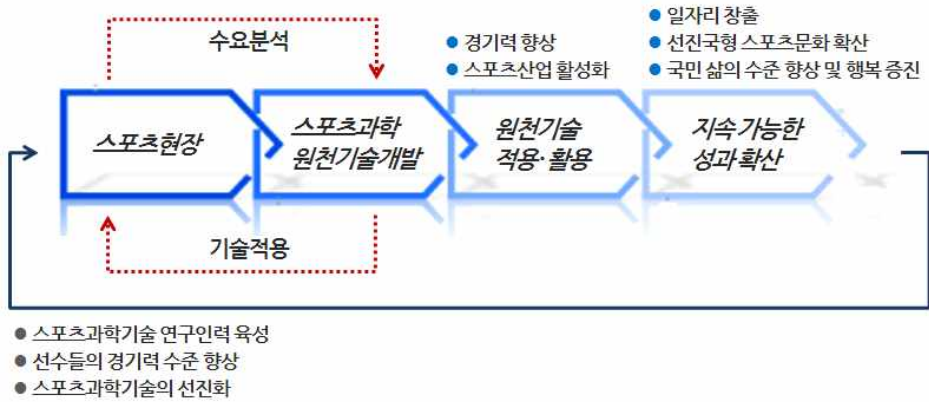 수요분석
● 경기력 향상
● 스포츠산업 활성화
● 일자리 창출
● 선진국형 스포츠문화 확산
● 국민 삶의 수준 향상 및 행복 증진
스포츠현장
스포츠과학
원천기술개발
원천기술
적용·활용
지속 가능한
성과 확산
기술적용
● 스포츠과학기술 연구인력 육성
● 선수들의 경기력 수준 향상
● 스포츠과학기술의 선진화